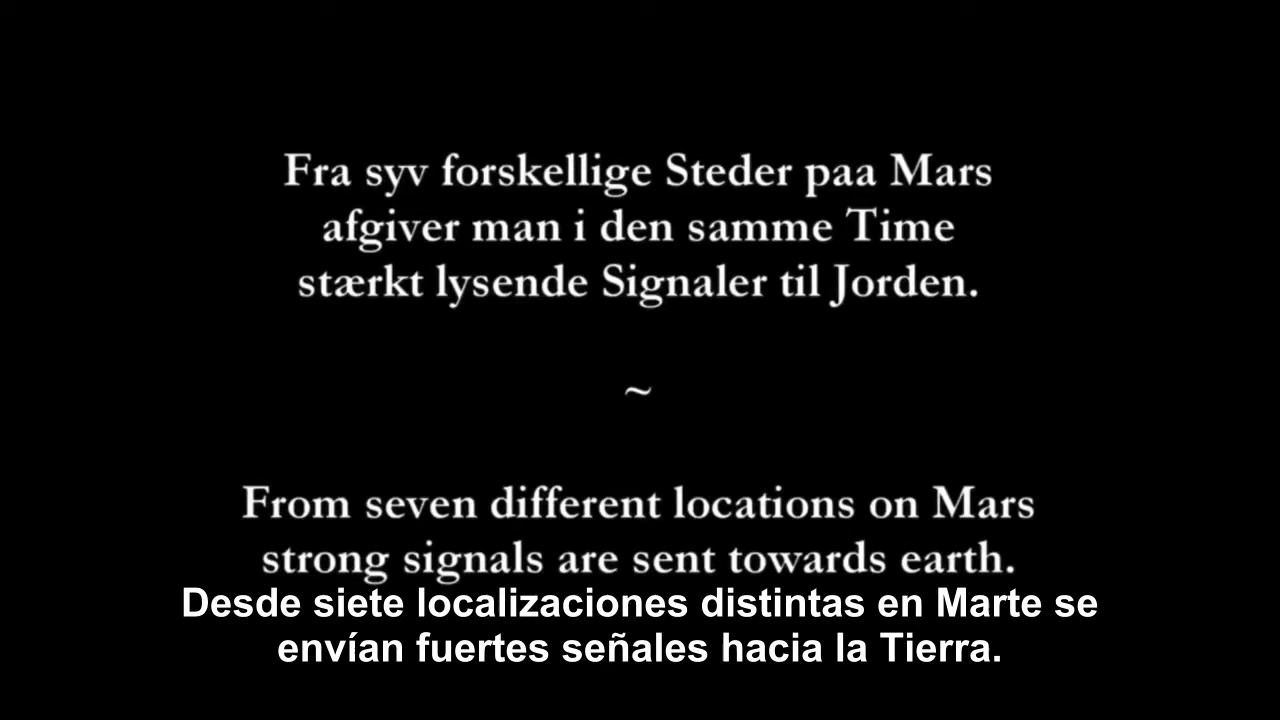 Fra syv forskellige Steder paa Mars
afgiver man i den samme Time
stærkt lysende Signaler til Jorden.
~
From seven different locations on Mars
strong signals are sent towards earth.
Desde siete localizaciones distintas en Marte se
envían fuertes señales hacia la Tierra.